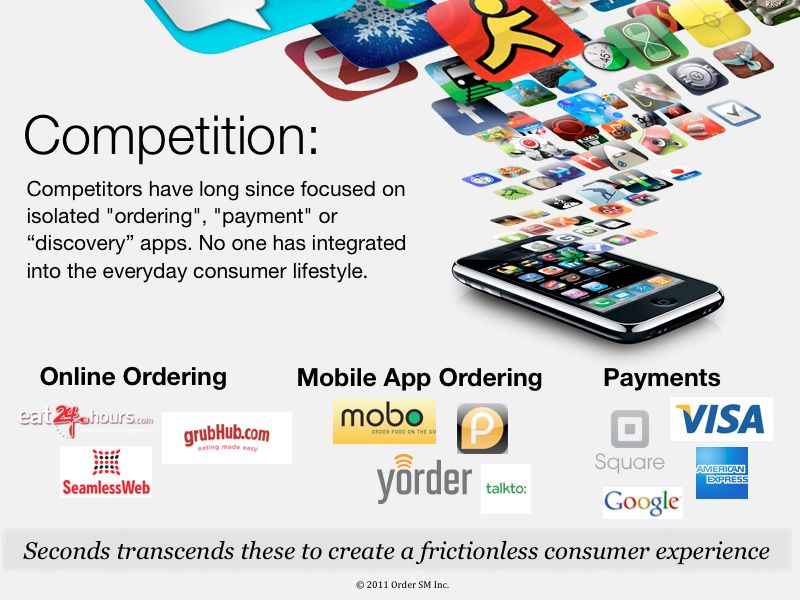 Competition:
Competitors have long since focused on
isolated "ordering", "payment" or
“discovery” apps. No one has integrated
into the everyday consumer lifestyle.
Online Ordering
Mobile App Ordering
Payments
eat24hours.com
grubHub.com
eating made easy
SeamlessWeb
mobo
ORDER FOOD ON THE GO
P
yorder
talkto:
Square
VISA
AMERICAN
EXPRESS
Google
Seconds transcends these to create a frictionless consumer experience
© 2011 Order SM Inc.